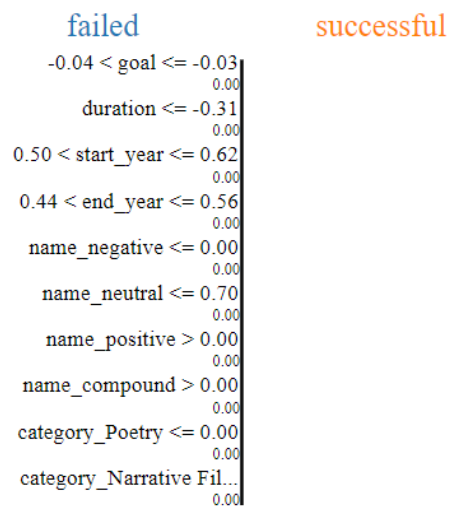 failed successful
-0.04 < goal <= -0.03
0.00
duration <= -0.31
0.00
0.50 < start_year <= 0.62
0.00
0.44 < end_year <= 0.56
0.00
name_negative <= 0.00
0.00
name_neutral <= 0.70
0.00
name_positive > 0.00
0.00
name_compound > 0.00
0.00
category_Poetry <= 0.00
0.00
category_Narrative Fil...
0.00